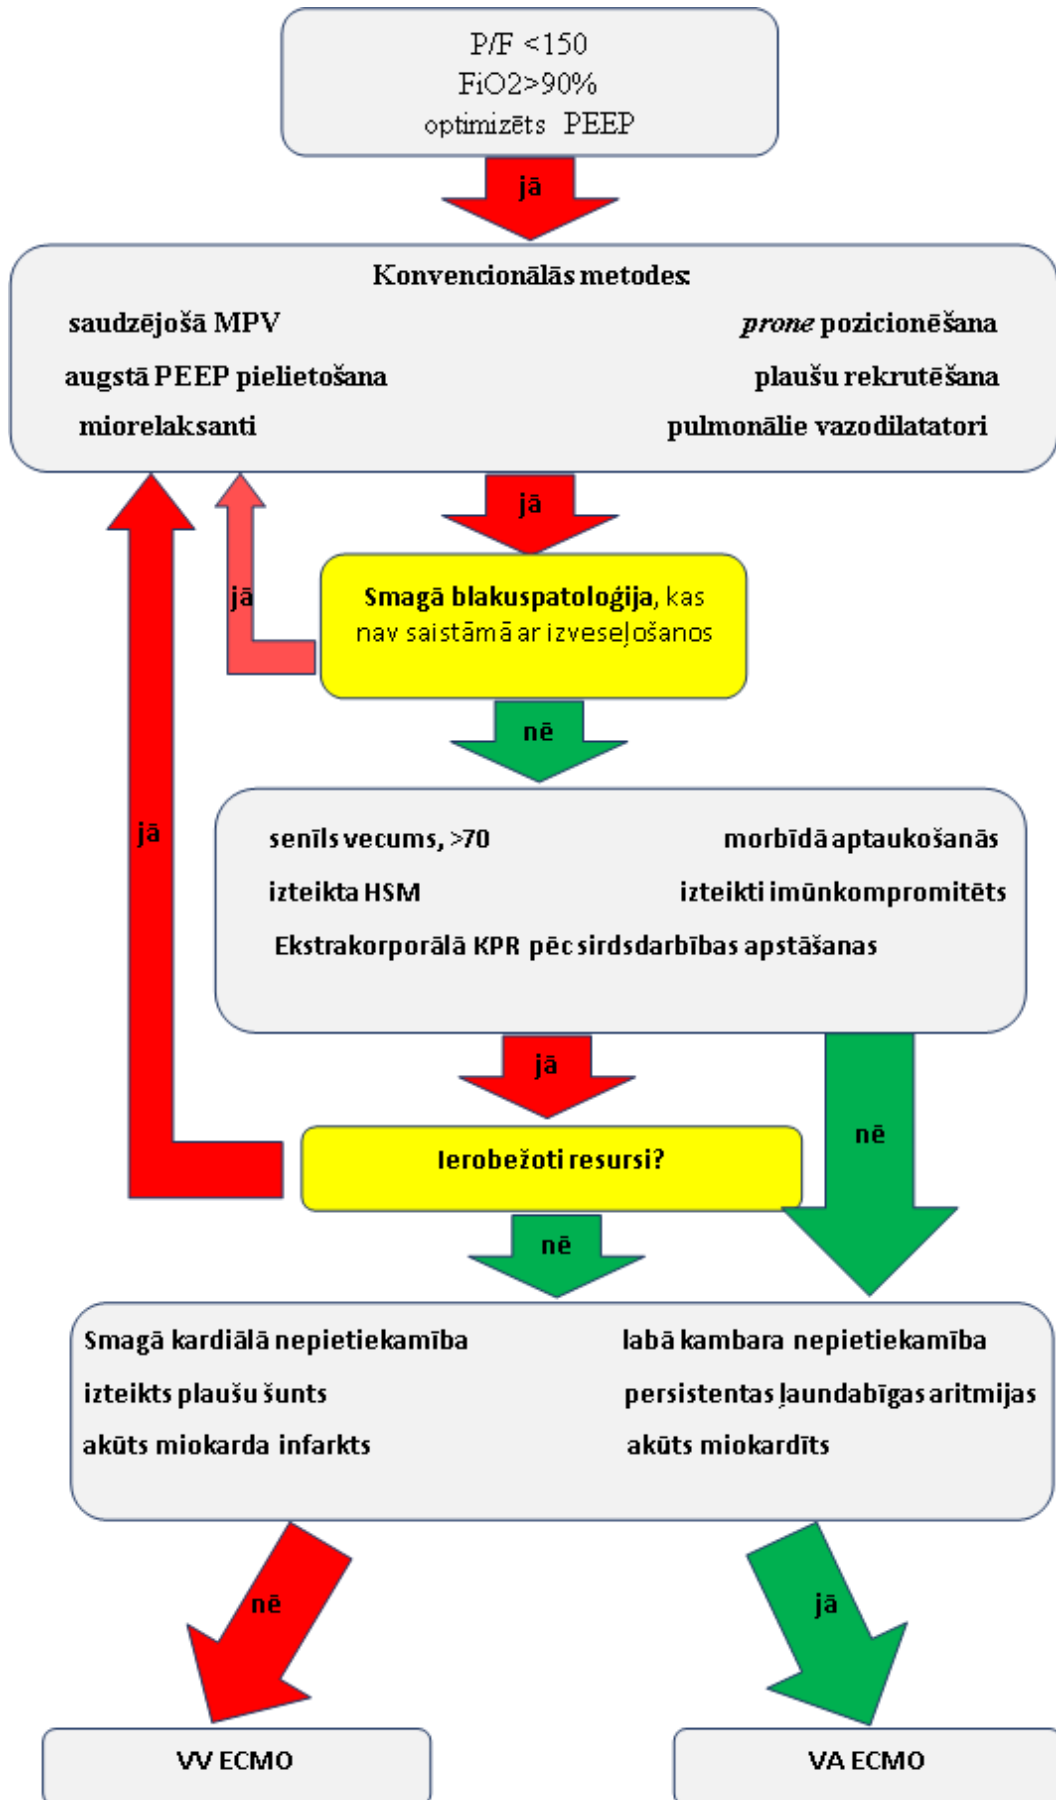 P/F <150
FiO2>90%
optimizēts PEEP
jā
Konvencionālās metodes:
saudzējošā MPV
prone pozicionēšana
augstā PEEP pielietošana
plaušu rekrutēšana
miorelaksanti
pulmonālie vazodilatatori
jā
jā
Smagā blakuspatoloģija, kas
nav saistāmā ar izveseļošanos
nē
jā
senīls vecums, >70
morbīdā aptaukošanās
izteikta HSM
izteikti imūnkompromitēts
Ekstrakorporālā KPR pēc sirdsdarbības apstāšanas
jā
nē
Ierobežoti resursi?
nē
Smagā kardiālā nepietiekamība
labā kambara nepietiekamība
izteikts plaušu šunts
persistentas ļaundabīgas aritmijas
akūts miokarda infarkts
akūts miokardīts
nē
jā
VV ECMO
VA ECMO